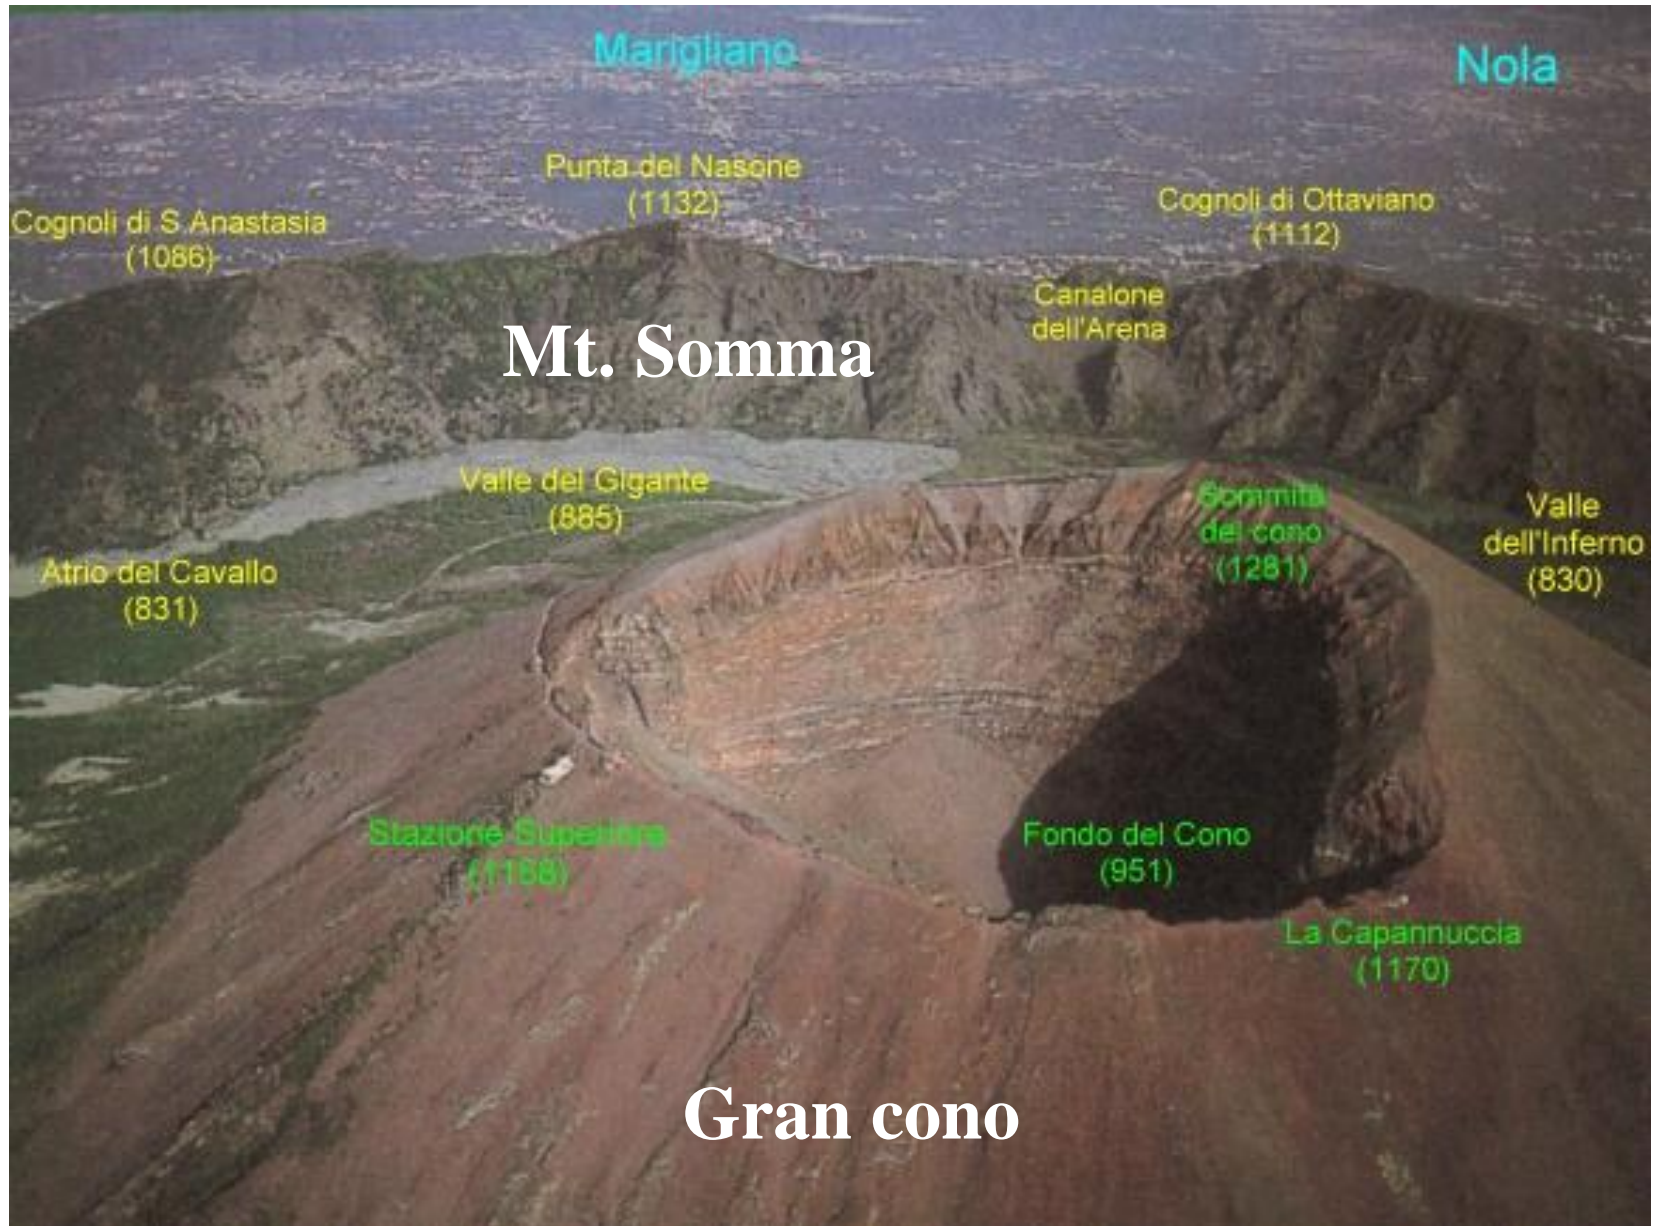 Marigliano
Nola
Punta del Nasone
(1132)
Cognoli di Ottaviano
(1112)
Cognoli di S.Anastasia
(1086)
Canalone
dell'Arena
Mt. Somma
Valle del Gigante
(885)
Sommità
del cono
(1281)
Valle
dell'Inferno
(830)
Atrio del Cavallo
(831)
Stazione Superiore
Fondo del Cono
(951)
La Capannuccia
(1170)
Gran cono